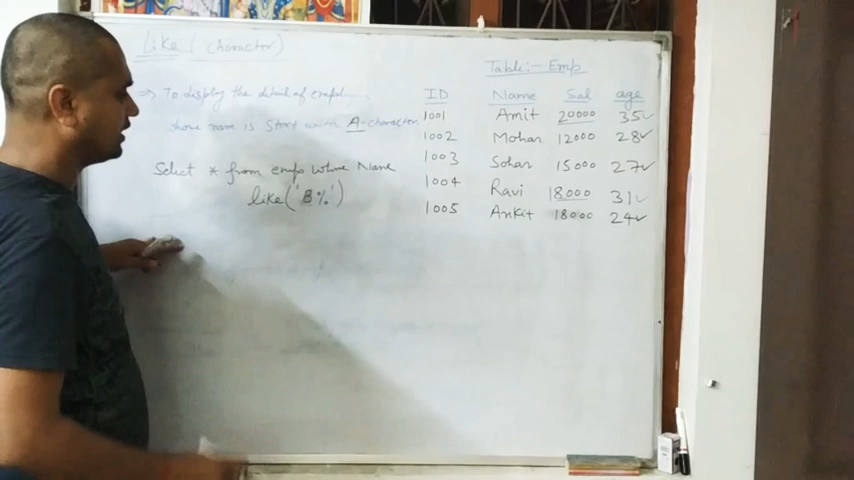 Like (charactor)
⇒ To display the detail of emp
whose name is start with A-character
Select * from emp where Name
like('B%')
Table:- Emp
ID Name Sal age
1001 Amit 20000 35
1002 Mohan 12000 28
1003 Sohan 15000 27
1004 Ravi 18000 31
1005 Ankit 18000 24